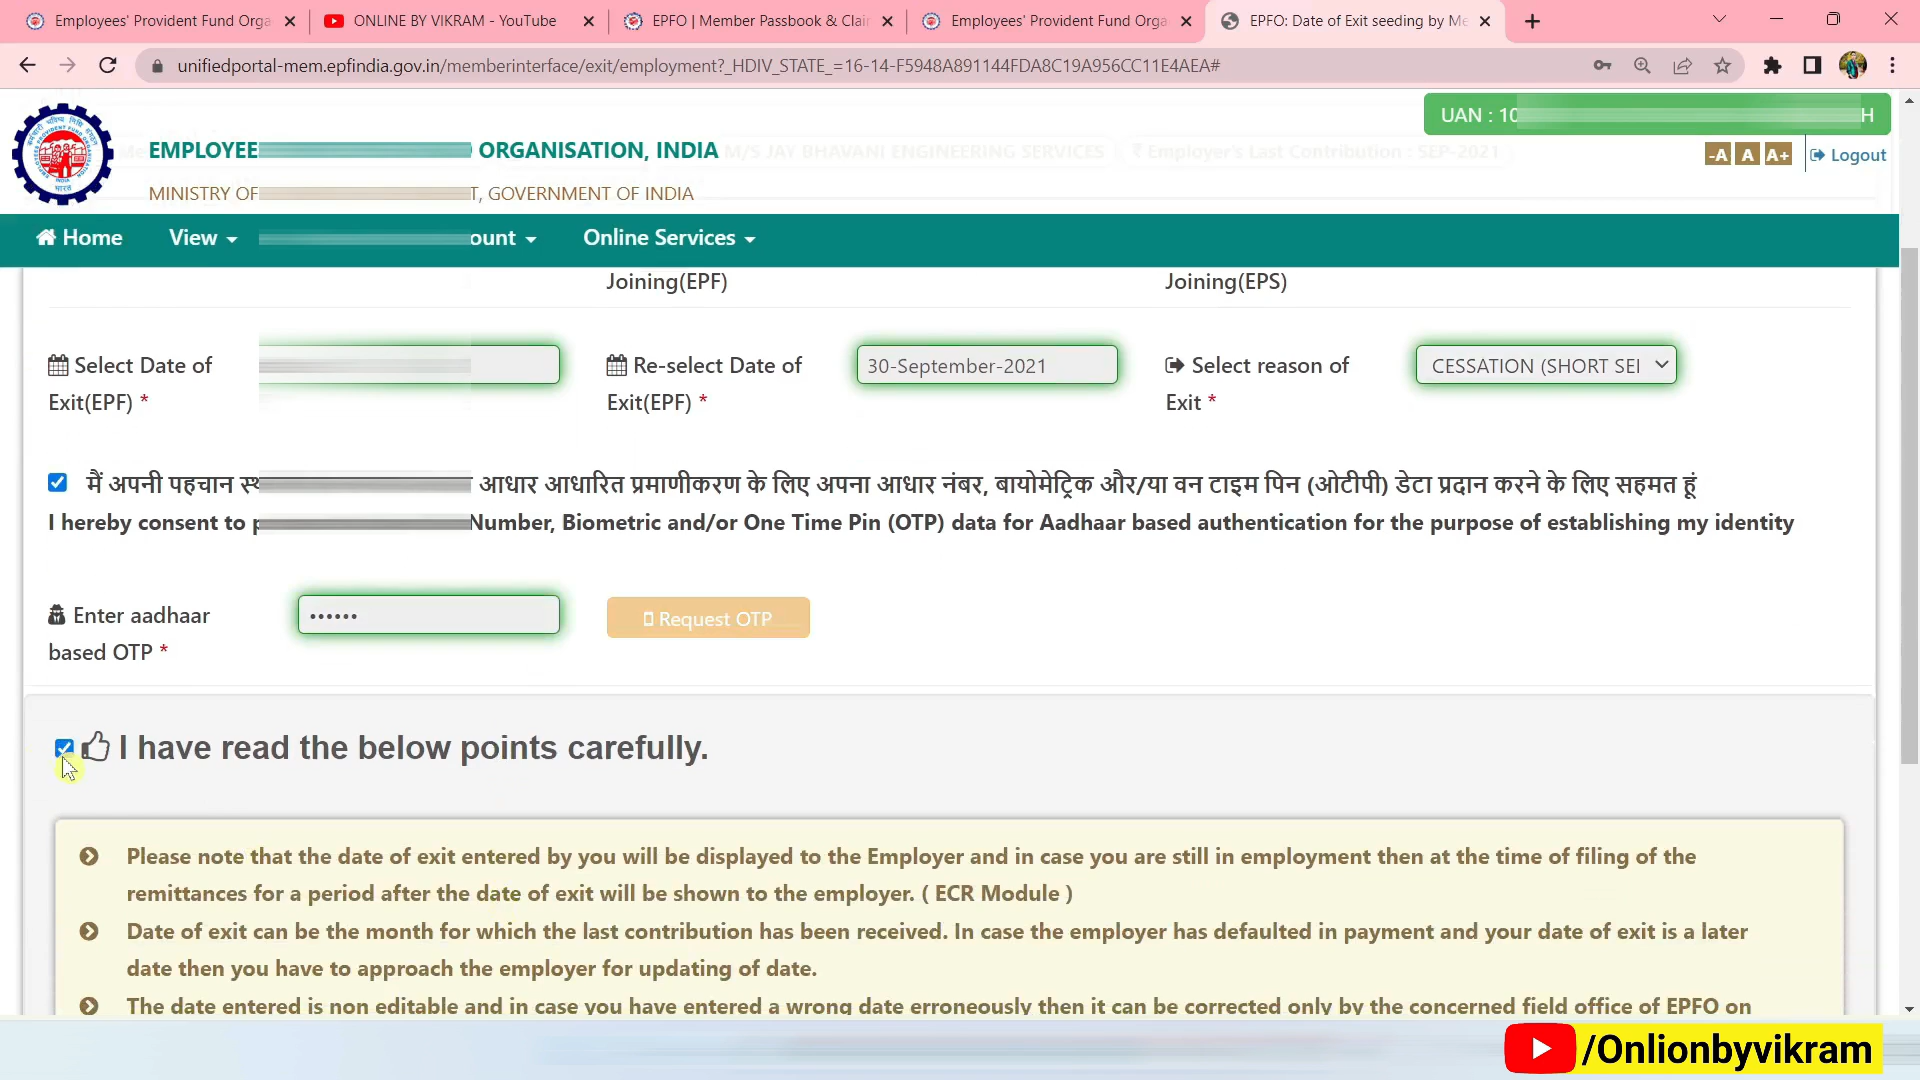 Employees' Provident Fund Orga
ONLINE BY VIKRAM - YouTube
EPFO | Member Passbook & Clai
Employees' Provident Fund Orga
EPFO: Date of Exit seeding by Me
unifiedportal-mem.epfindia.gov.in/memberinterface/exit/employment?_HDIV_STATE_=16-14-F5948A891144FDA8C19A956CC11E4AEA#
UAN : 10 H
EMPLOYEE ORGANISATION, INDIA
M/S JAY BHAVANI ENGINEERING SERVICES ₹ Employer's Last Contribution : SEP-2021
-A A A+ Logout
MINISTRY OF T, GOVERNMENT OF INDIA
Home View ount Online Services
Joining(EPF) Joining(EPS)
Select Date of Exit(EPF) *
Re-select Date of Exit(EPF) * 30-September-2021
Select reason of Exit * CESSATION (SHORT SEI
मैं अपनी पहचान स्थ आधार आधारित प्रमाणीकरण के लिए अपना आधार नंबर, बायोमेट्रिक और/या वन टाइम पिन (ओटीपी) डेटा प्रदान करने के लिए सहमत हूं
I hereby consent to p Number, Biometric and/or One Time Pin (OTP) data for Aadhaar based authentication for the purpose of establishing my identity
Enter aadhaar based OTP * •••••• Request OTP
I have read the below points carefully.
Please note that the date of exit entered by you will be displayed to the Employer and in case you are still in employment then at the time of filing of the
remittances for a period after the date of exit will be shown to the employer. ( ECR Module )
Date of exit can be the month for which the last contribution has been received. In case the employer has defaulted in payment and your date of exit is a later
date then you have to approach the employer for updating of date.
The date entered is non editable and in case you have entered a wrong date erroneously then it can be corrected only by the concerned field office of EPFO on
/Onlionbyvikram